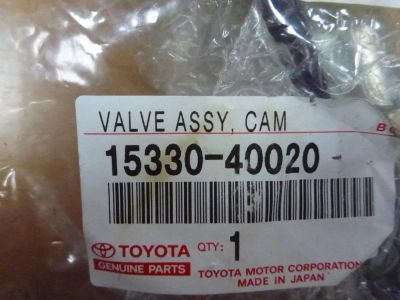 VALVE ASSY, CAM
15330-40020
TOYOTA
GENUINE PARTS
QTY: 1
TOYOTA MOTOR CORPORATION
MADE IN JAPAN